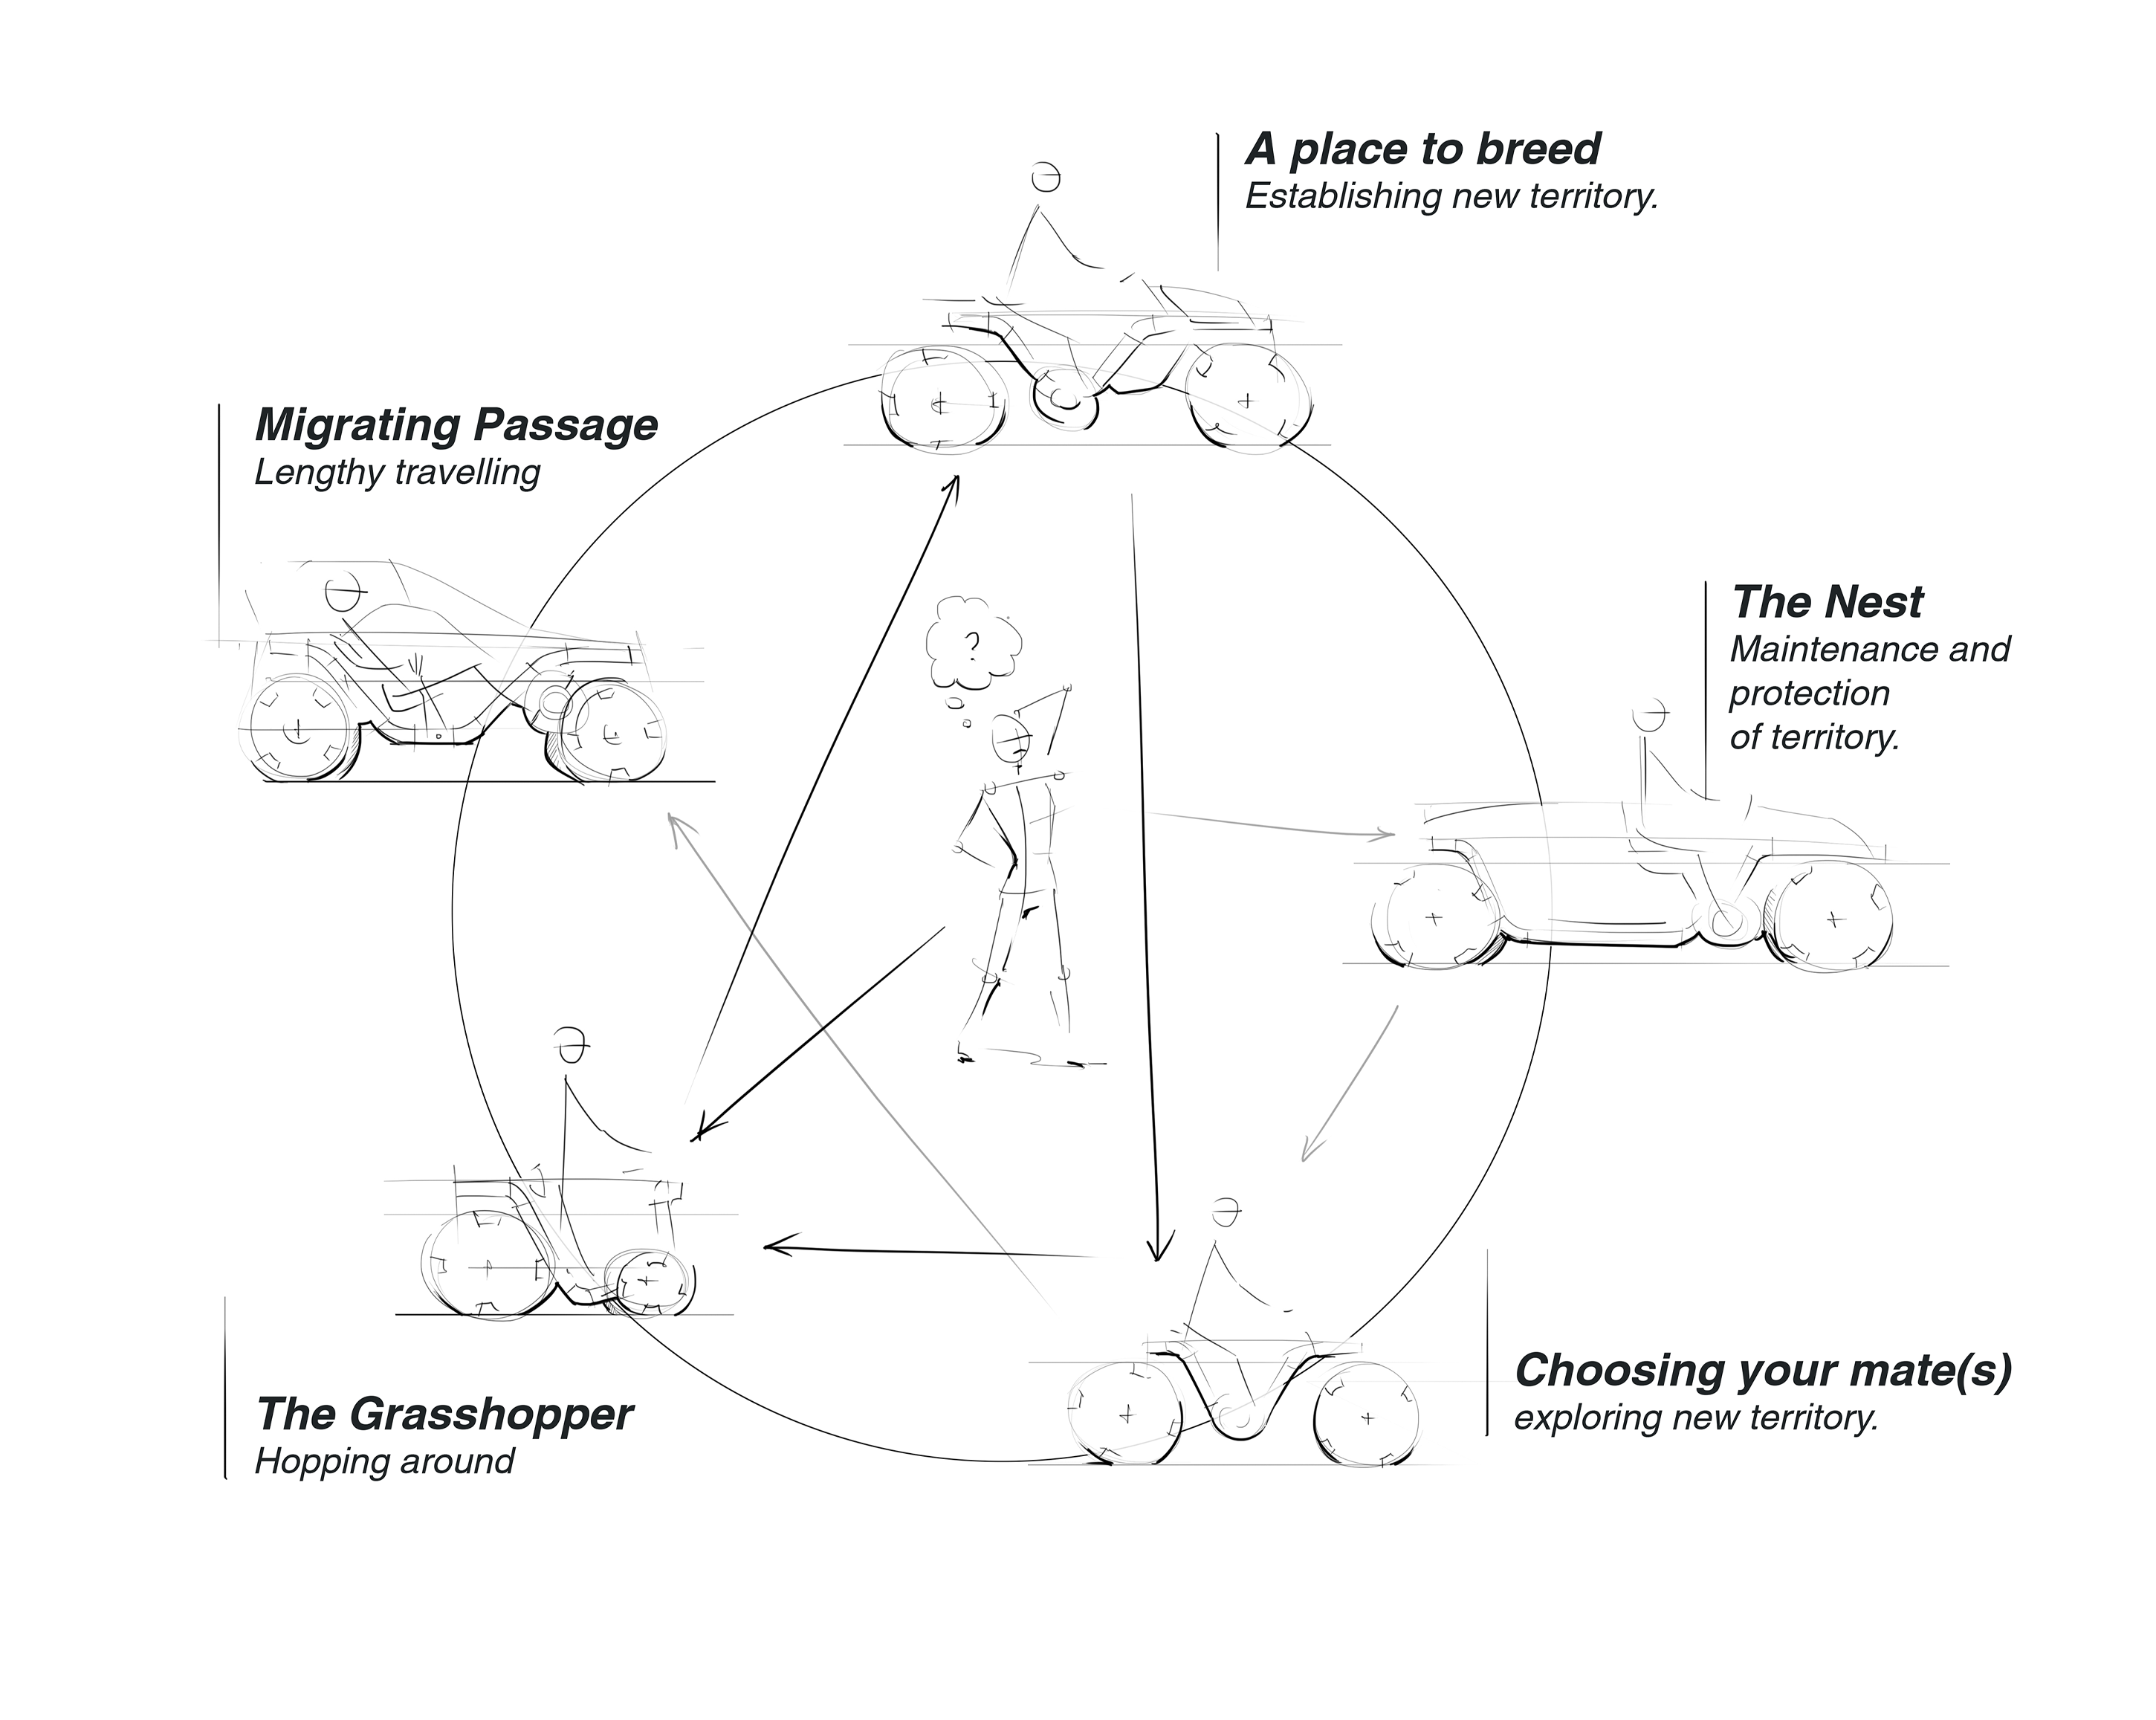 A place to breed
Establishing new territory.
Migrating Passage
Lengthy travelling
The Nest
Maintenance and
protection
of territory.
?
The Grasshopper
Hopping around
Choosing your mate(s)
exploring new territory.